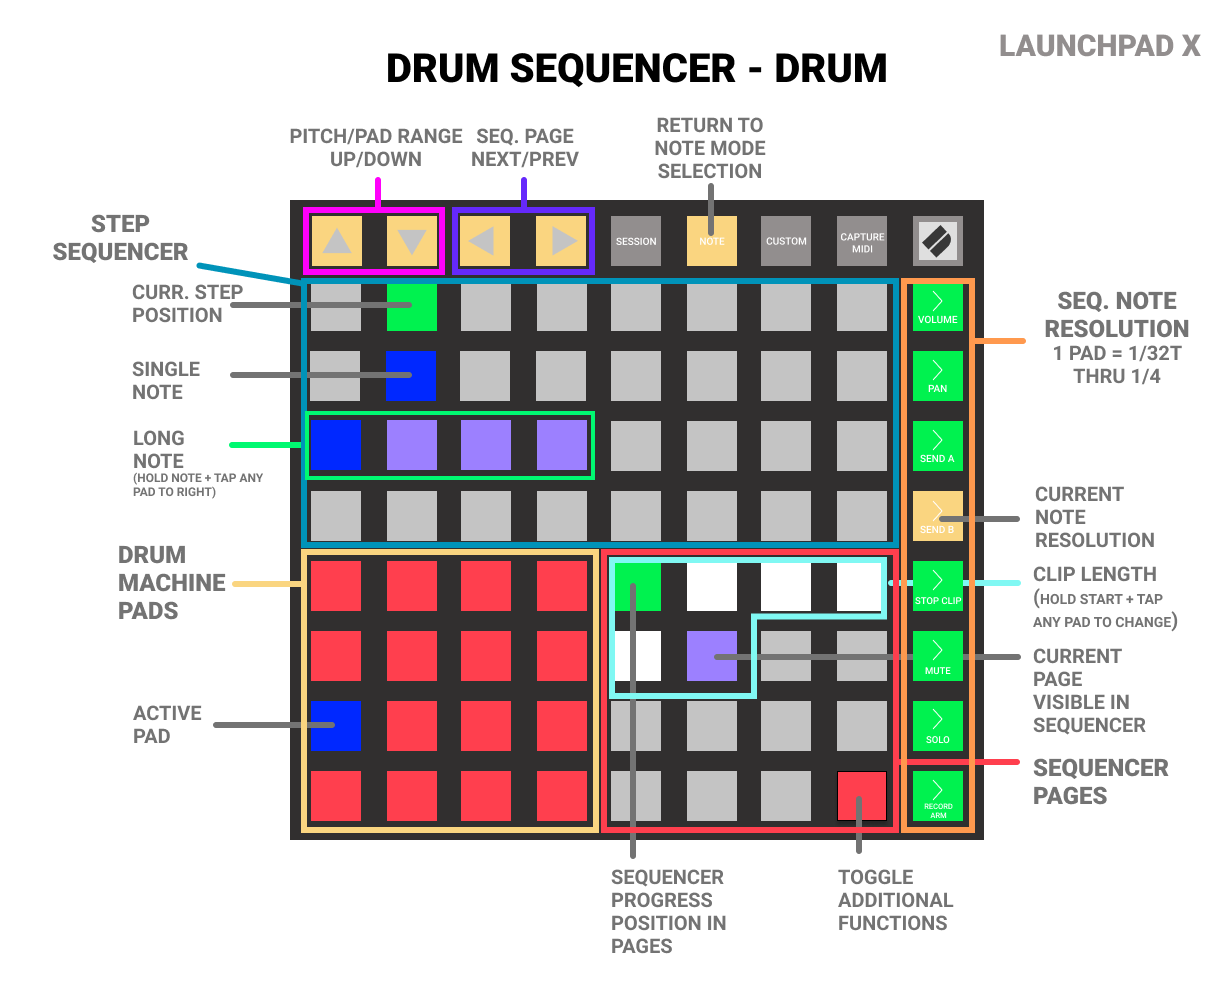 LAUNCHPAD X
DRUM SEQUENCER - DRUM
PITCH/PAD RANGE
UP/DOWN
SEQ. PAGE
NEXT/PREV
RETURN TO
NOTE MODE
SELECTION
STEP
SEQUENCER
SESSION
NOTE
CUSTOM
CAPTURE
MIDI
CURR. STEP
POSITION
VOLUME
SEQ. NOTE
RESOLUTION
1 PAD = 1/32T
THRU 1/4
SINGLE
NOTE
PAN
LONG
NOTE
(HOLD NOTE + TAP ANY
PAD TO RIGHT)
SEND A
SEND B
CURRENT
NOTE
RESOLUTION
DRUM
MACHINE
PADS
STOP CLIP
CLIP LENGTH
(HOLD START + TAP
ANY PAD TO CHANGE)
MUTE
CURRENT
PAGE
VISIBLE IN
SEQUENCER
ACTIVE
PAD
SOLO
SEQUENCER
PAGES
RECORD
ARM
SEQUENCER
PROGRESS
POSITION IN
PAGES
TOGGLE
ADDITIONAL
FUNCTIONS